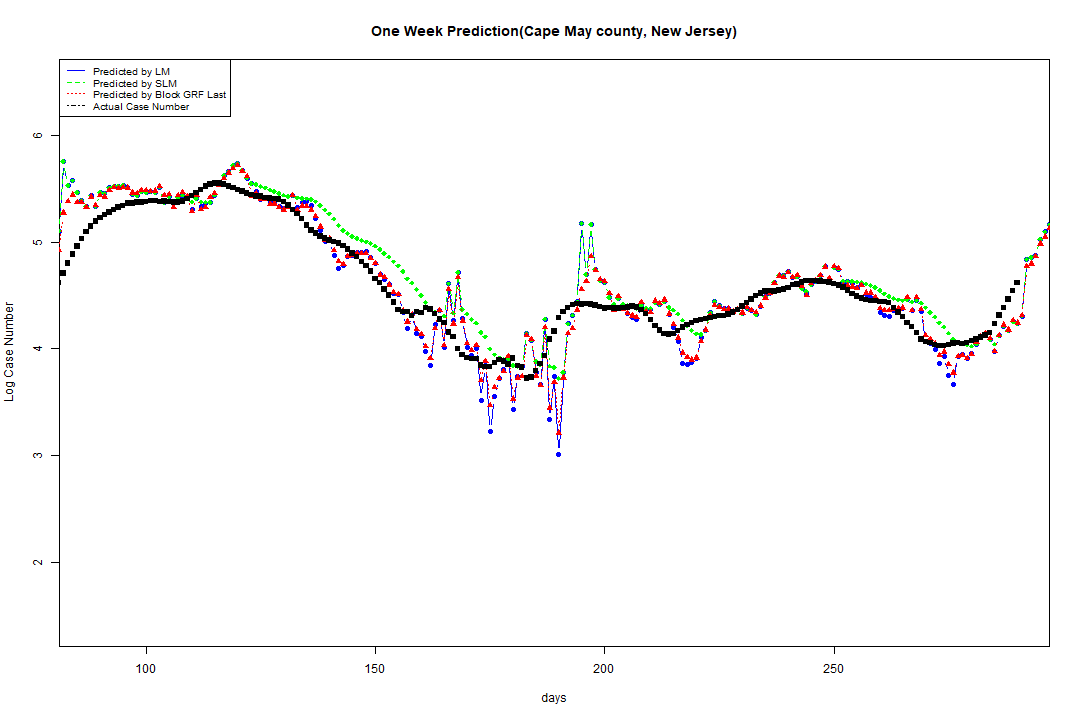 One Week Prediction(Cape May county, New Jersey)
Predicted by LM
Predicted by SLM
Predicted by Block GRF Last
Actual Case Number
6
5
4
3
2
Log Case Number
100 150 200 250
days